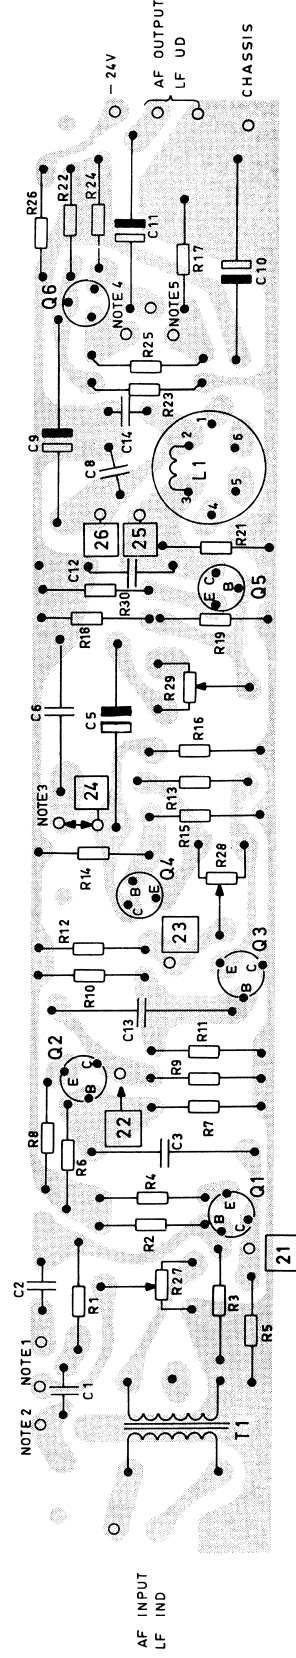 AF INPUT
LF IND
NOTE 2
NOTE 1
C1
C2
T1
R1
R27
R3
R5
21
R2
R4
B
E
C
Q1
R8
R6
C3
22
Q2
E
B
C
R7
R9
R11
C13
R10
R12
23
Q3
E
B
C
R14
Q4
C
B
E
R28
NOTE 3
24
C6
C5
R15
R13
R16
R29
R18
R30
C12
R19
E
C
B
Q5
R21
26
25
C8
C14
L1
1
2
3
4
5
6
C9
R23
R25
Q6
NOTE 4
NOTE 5
R26
R22
R24
C11
R17
C10
- 24V
AF OUTPUT
LF UD
CHASSIS